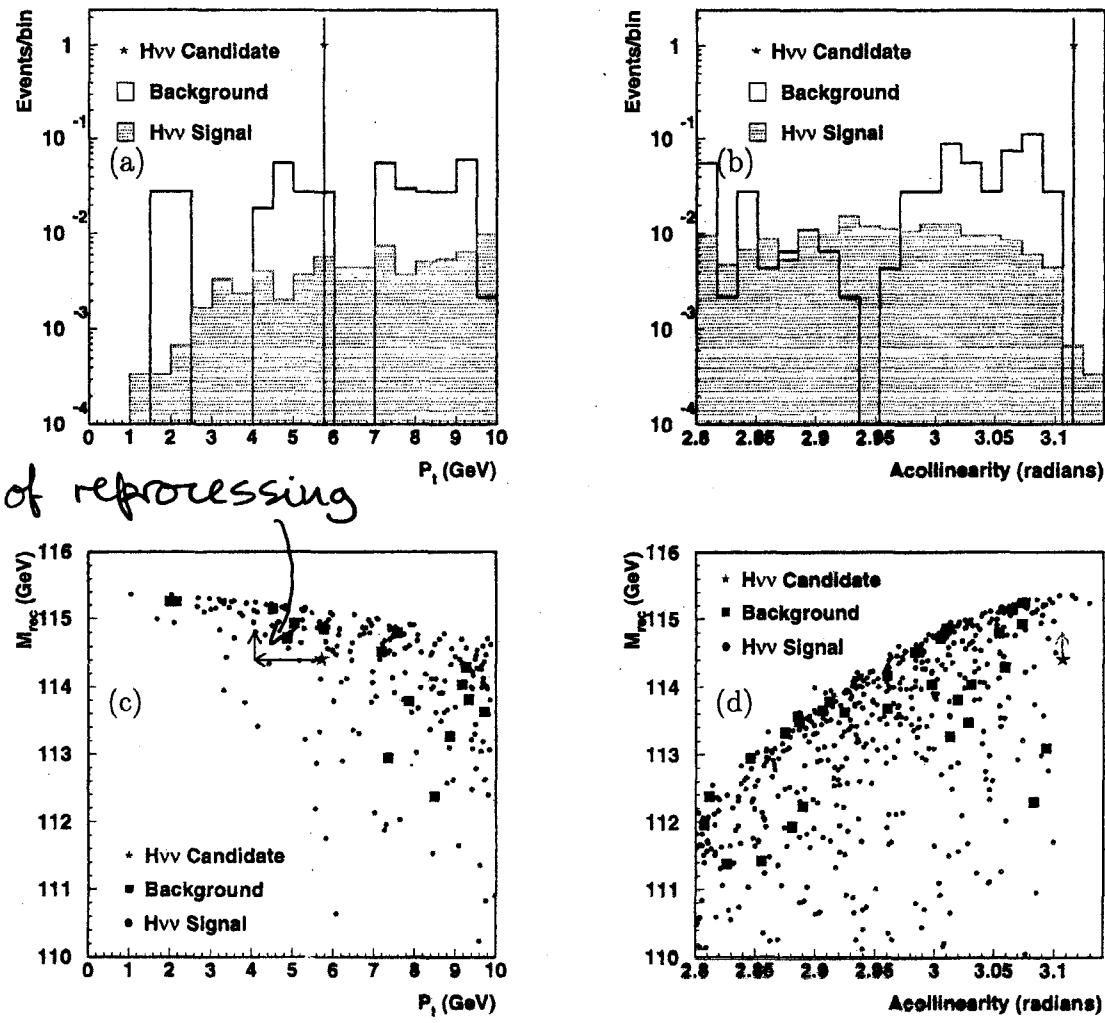 Events/bin
1
10⁻¹
10⁻²
10⁻³
10⁻⁴
Hνν Candidate
Background
Hνν Signal
(a)
0 1 2 3 4 5 6 7 8 9 10
Pₜ (GeV)
Events/bin
1
10⁻¹
10⁻²
10⁻³
10⁻⁴
Hνν Candidate
Background
Hνν Signal
(b)
2.8 2.85 2.9 2.95 3 3.05 3.1
Acollinearity (radians)
of reprocessing
M_rec (GeV)
116
115
114
113
112
111
110
(c)
Hνν Candidate
Background
Hνν Signal
0 1 2 3 4 5 6 7 8 9 10
Pₜ (GeV)
M_rec (GeV)
116
115
114
113
112
111
110
Hνν Candidate
Background
Hνν Signal
(d)
2.8 2.85 2.9 2.95 3 3.05 3.1
Acollinearity (radians)